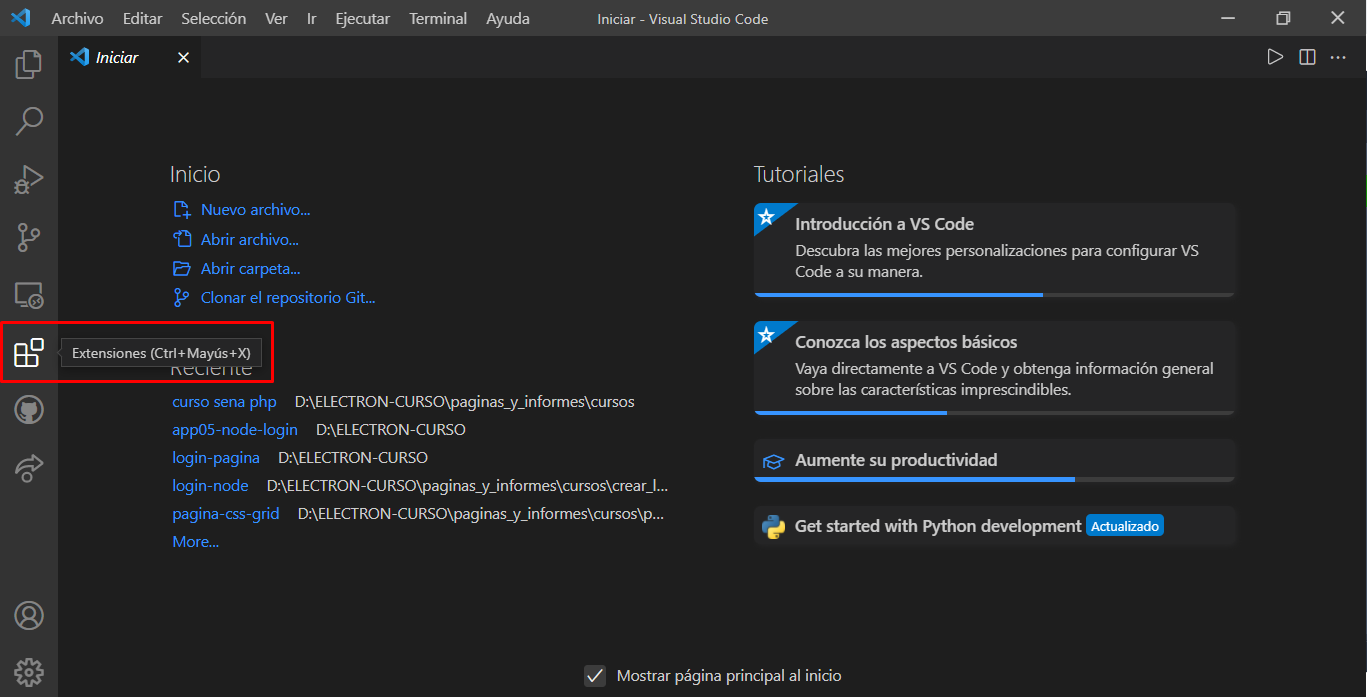 Archivo Editar Selección Ver Ir Ejecutar Terminal Ayuda Iniciar - Visual Studio Code
Iniciar
Inicio
Nuevo archivo...
Abrir archivo...
Abrir carpeta...
Clonar el repositorio Git...
Extensiones (Ctrl+Mayús+X)
Reciente
curso sena php D:\ELECTRON-CURSO\paginas_y_informes\cursos
app05-node-login D:\ELECTRON-CURSO
login-pagina D:\ELECTRON-CURSO
login-node D:\ELECTRON-CURSO\paginas_y_informes\cursos\crear_l...
pagina-css-grid D:\ELECTRON-CURSO\paginas_y_informes\cursos\p...
More...
Tutoriales
Introducción a VS Code
Descubra las mejores personalizaciones para configurar VS
Code a su manera.
Conozca los aspectos básicos
Vaya directamente a VS Code y obtenga información general
sobre las características imprescindibles.
Aumente su productividad
Get started with Python development Actualizado
Mostrar página principal al inicio